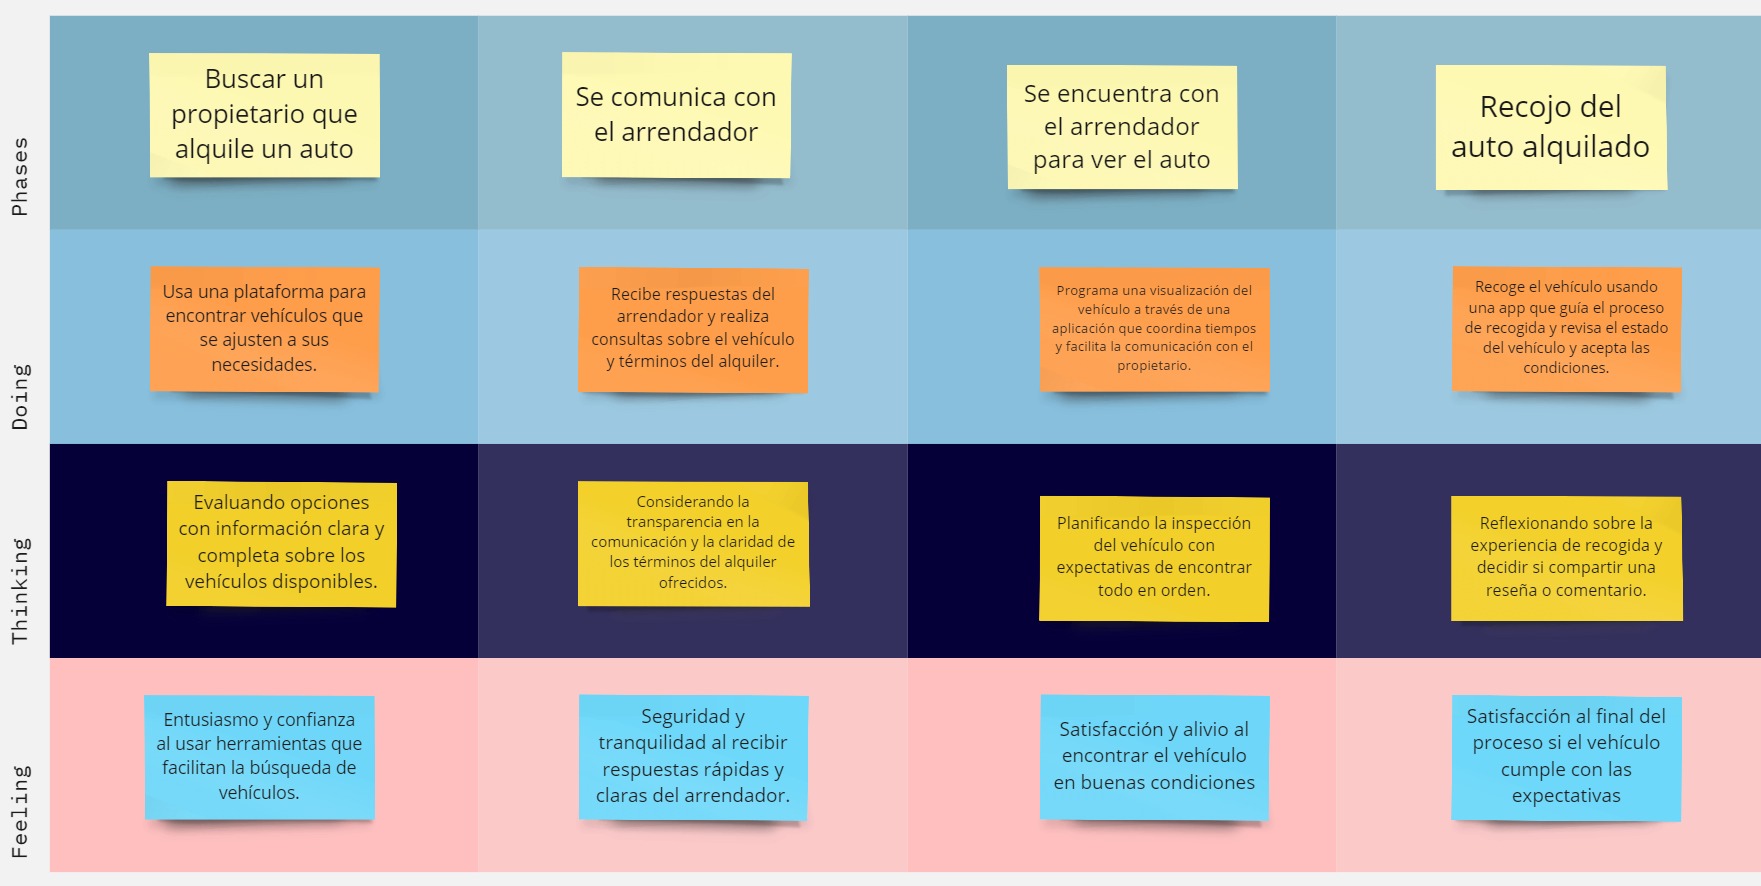 Phases
Buscar un
propietario que
alquile un auto
Se comunica con
el arrendador
Se encuentra con
el arrendador
para ver el auto
Recojo del
auto alquilado
Doing
Usa una plataforma para
encontrar vehículos que
se ajusten a sus
necesidades.
Recibe respuestas del
arrendador y realiza
consultas sobre el vehículo
y términos del alquiler.
Programa una visualización del
vehículo a través de una
aplicación que coordina tiempos
y facilita la comunicación con el
propietario.
Recoge el vehículo usando
una app que guía el proceso
de recogida y revisa el estado
del vehículo y acepta las
condiciones.
Thinking
Evaluando opciones
con información clara y
completa sobre los
vehículos disponibles.
Considerando la
transparencia en la
comunicación y la claridad de
los términos del alquiler
ofrecidos.
Planificando la inspección
del vehículo con
expectativas de encontrar
todo en orden.
Reflexionando sobre la
experiencia de recogida y
decidir si compartir una
reseña o comentario.
Feeling
Entusiasmo y confianza
al usar herramientas que
facilitan la búsqueda de
vehículos.
Seguridad y
tranquilidad al recibir
respuestas rápidas y
claras del arrendador.
Satisfacción y alivio al
encontrar el vehículo
en buenas condiciones
Satisfacción al final del
proceso si el vehículo
cumple con las
expectativas